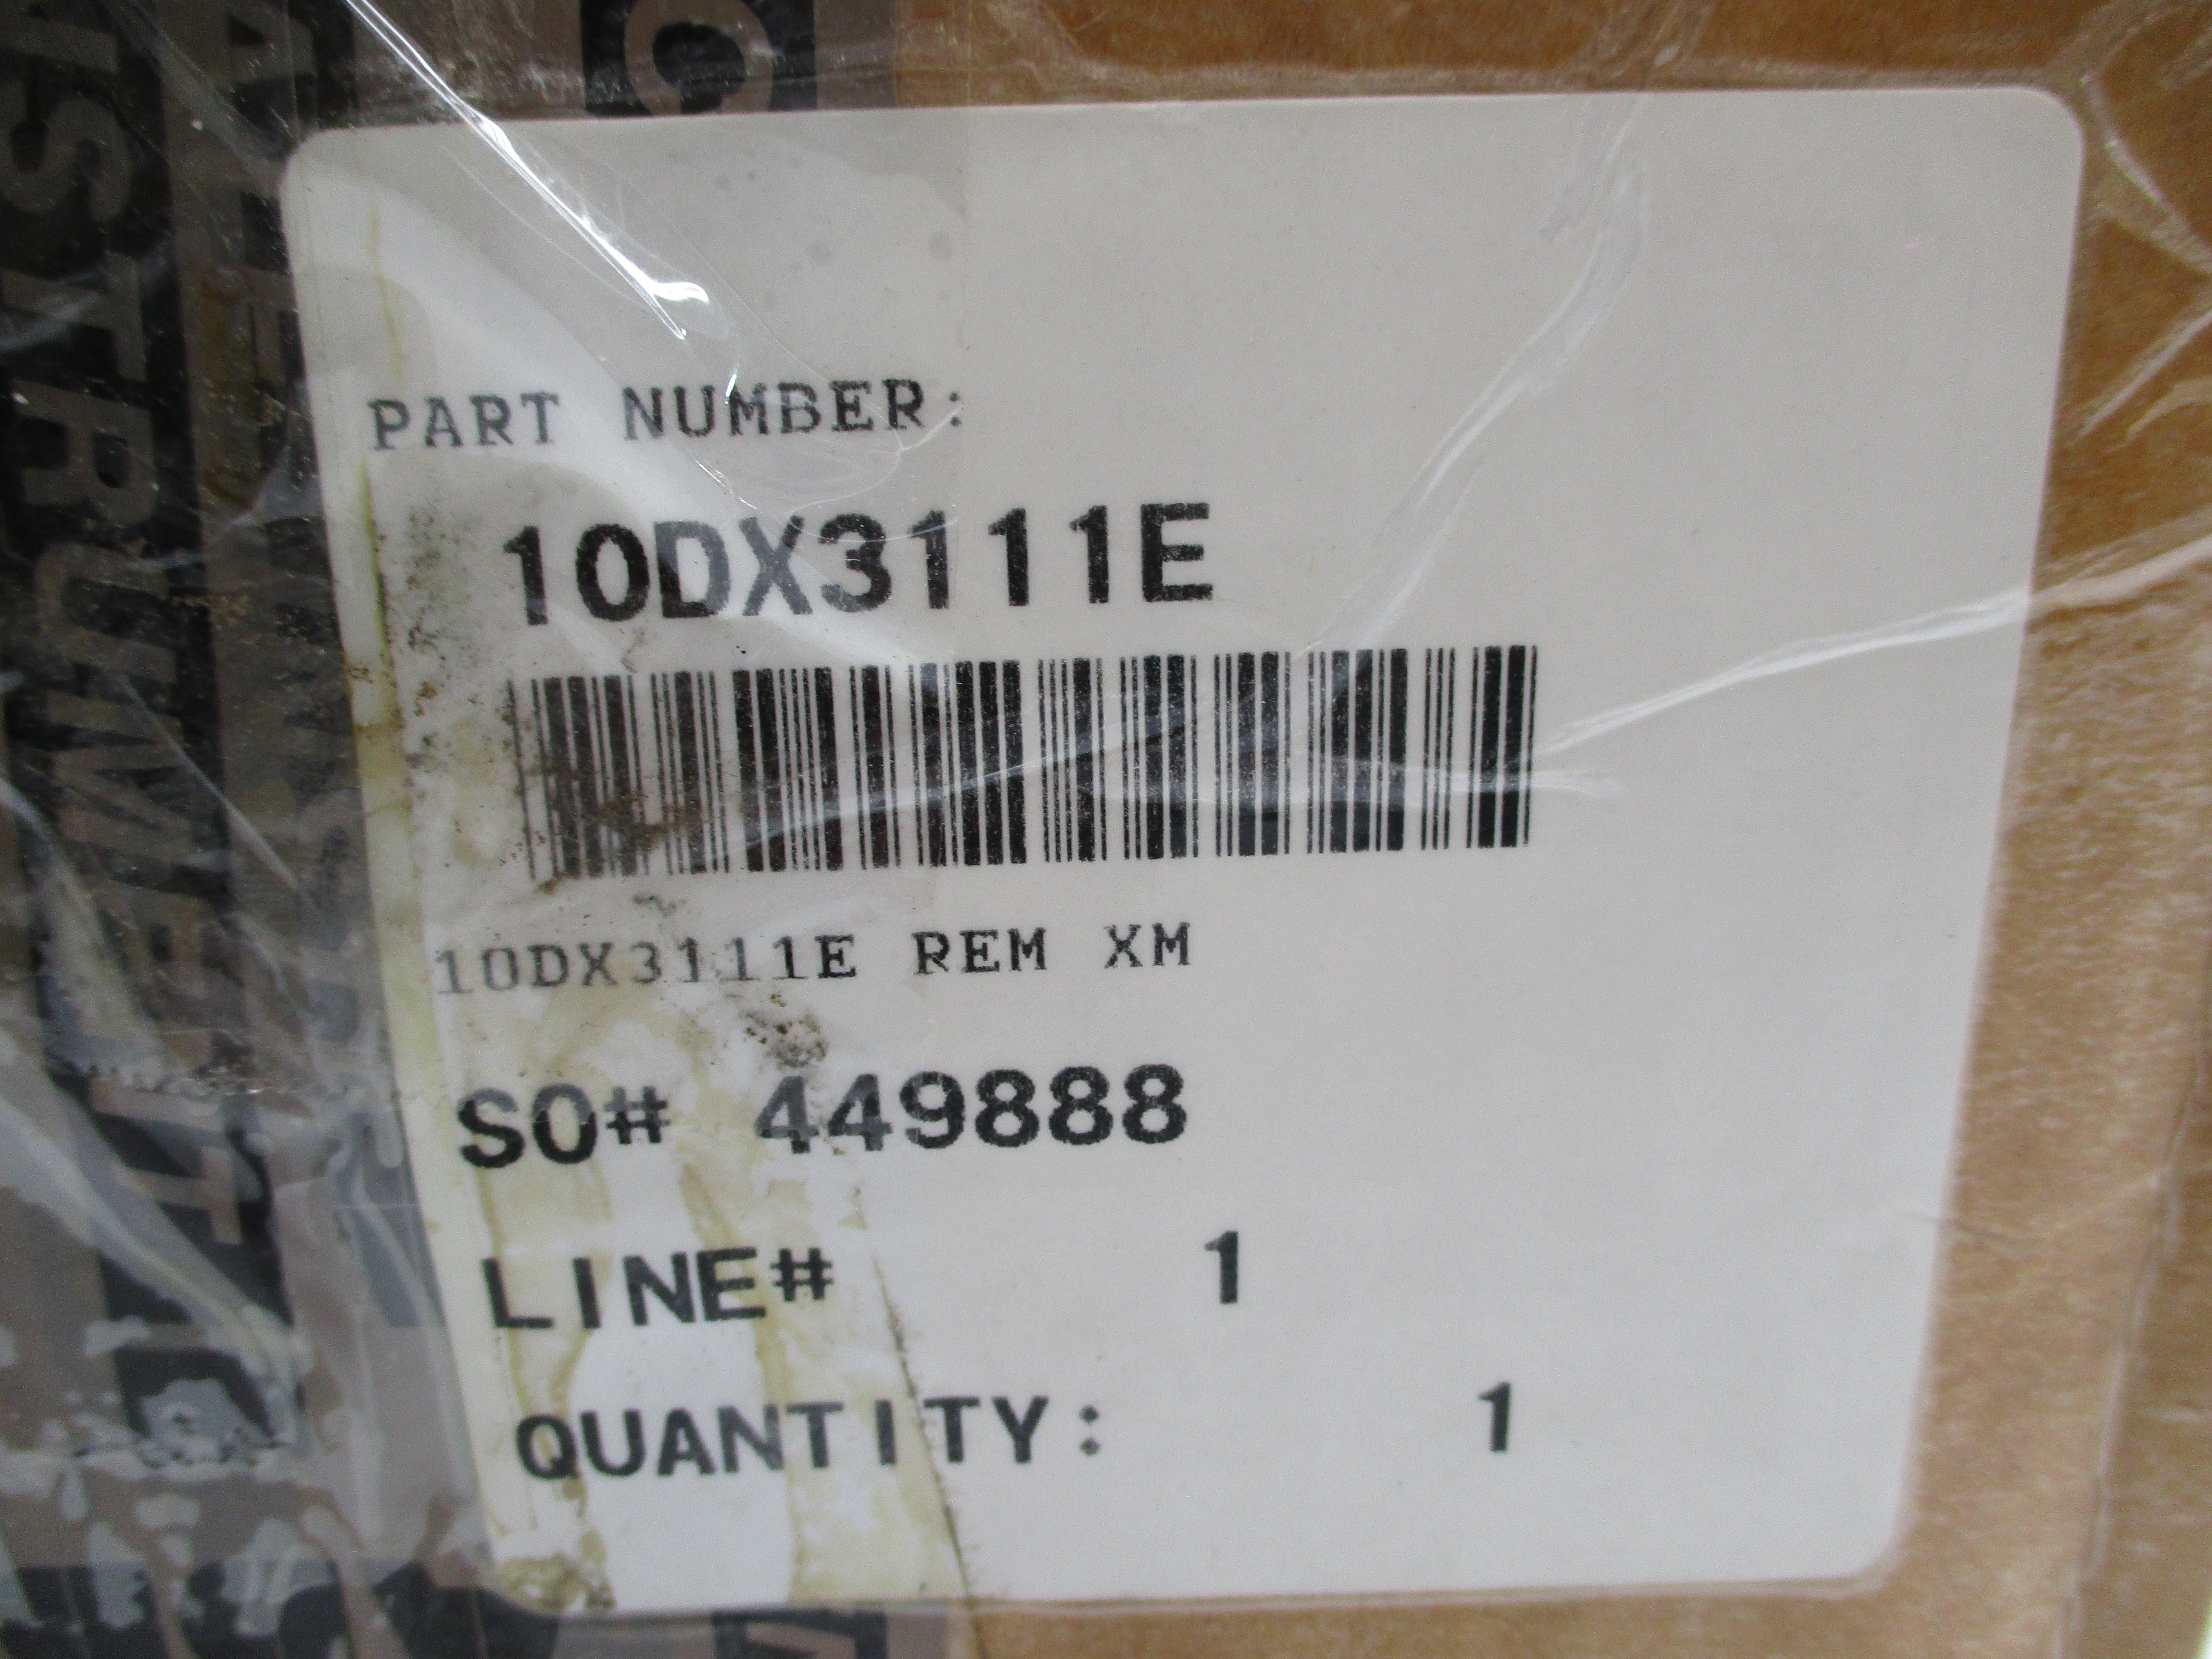 PART NUMBER:
10DX3111E
10DX3111E REM XM
SO# 449888
LINE# 1
QUANTITY: 1